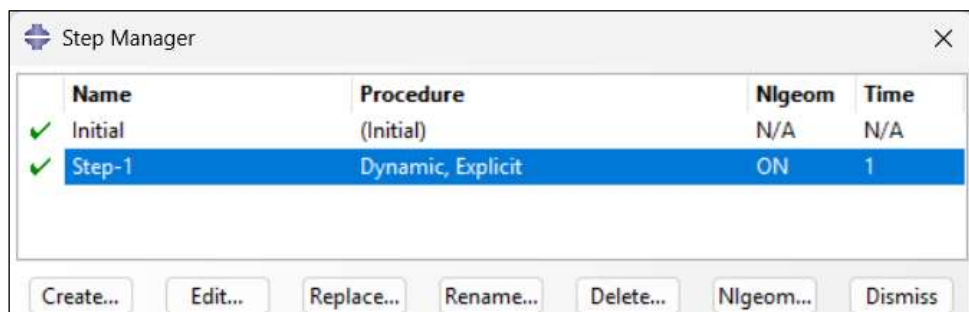 Step Manager
Name Procedure Nlgeom Time
Initial (Initial) N/A N/A
Step-1 Dynamic, Explicit ON 1
Create... Edit... Replace... Rename... Delete... Nlgeom... Dismiss